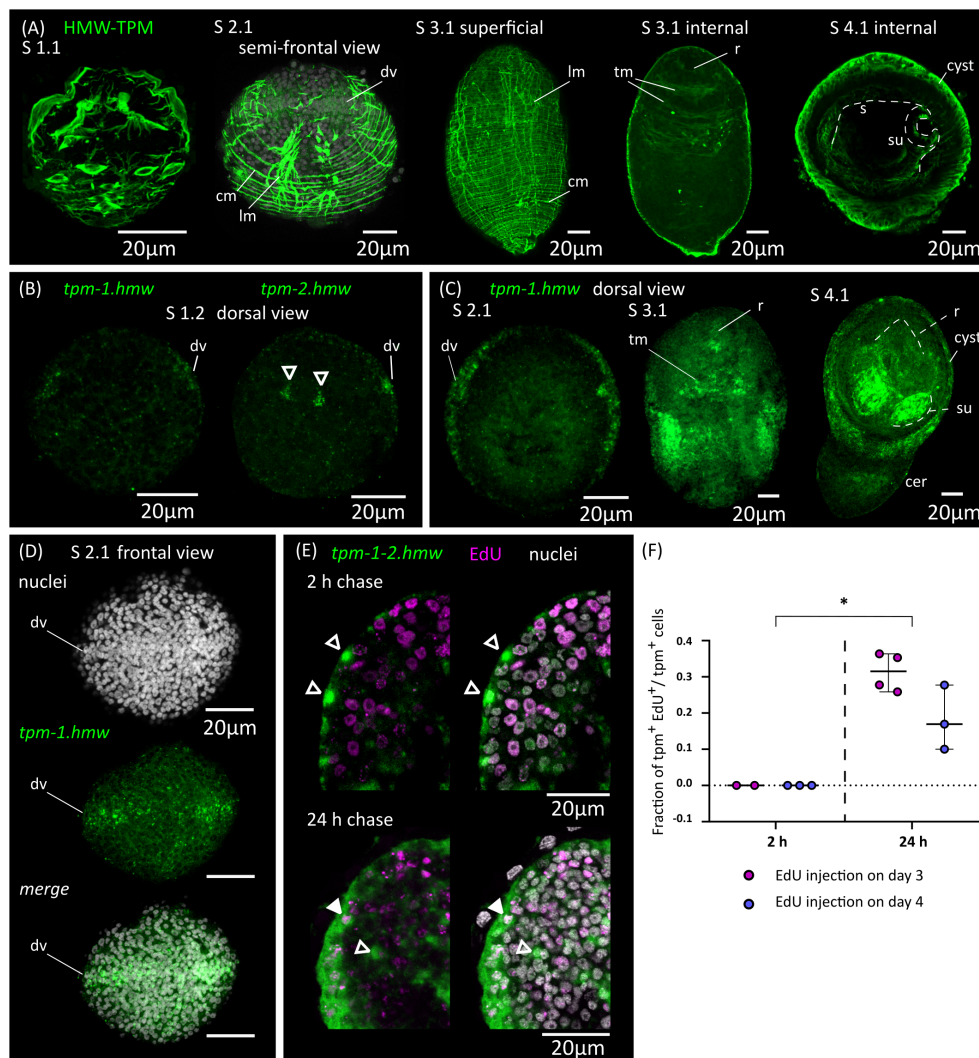 (A) HMW-TPM
S 1.1
S 2.1
semi-frontal view
S 3.1 superficial
S 3.1 internal
S 4.1 internal
dv
cm
lm
lm
cm
r
tm
cyst
s
su
20µm
20µm
20µm
20µm
20µm
(B) tpm-1.hmw tpm-2.hmw
S 1.2 dorsal view
dv
dv
20µm
20µm
(C) tpm-1.hmw dorsal view
S 2.1
S 3.1
S 4.1
dv
r
tm
r
cyst
su
cer
20µm
20µm
20µm
(D) S 2.1 frontal view
nuclei
dv
20µm
tpm-1.hmw
dv
merge
dv
(E) tpm-1-2.hmw EdU nuclei
2 h chase
20µm
24 h chase
20µm
(F)
*
Fraction of tpm⁺ EdU⁺/ tpm⁺ cells
0.4
0.3
0.2
0.1
0.0
-0.1
2 h
24 h
EdU injection on day 3
EdU injection on day 4